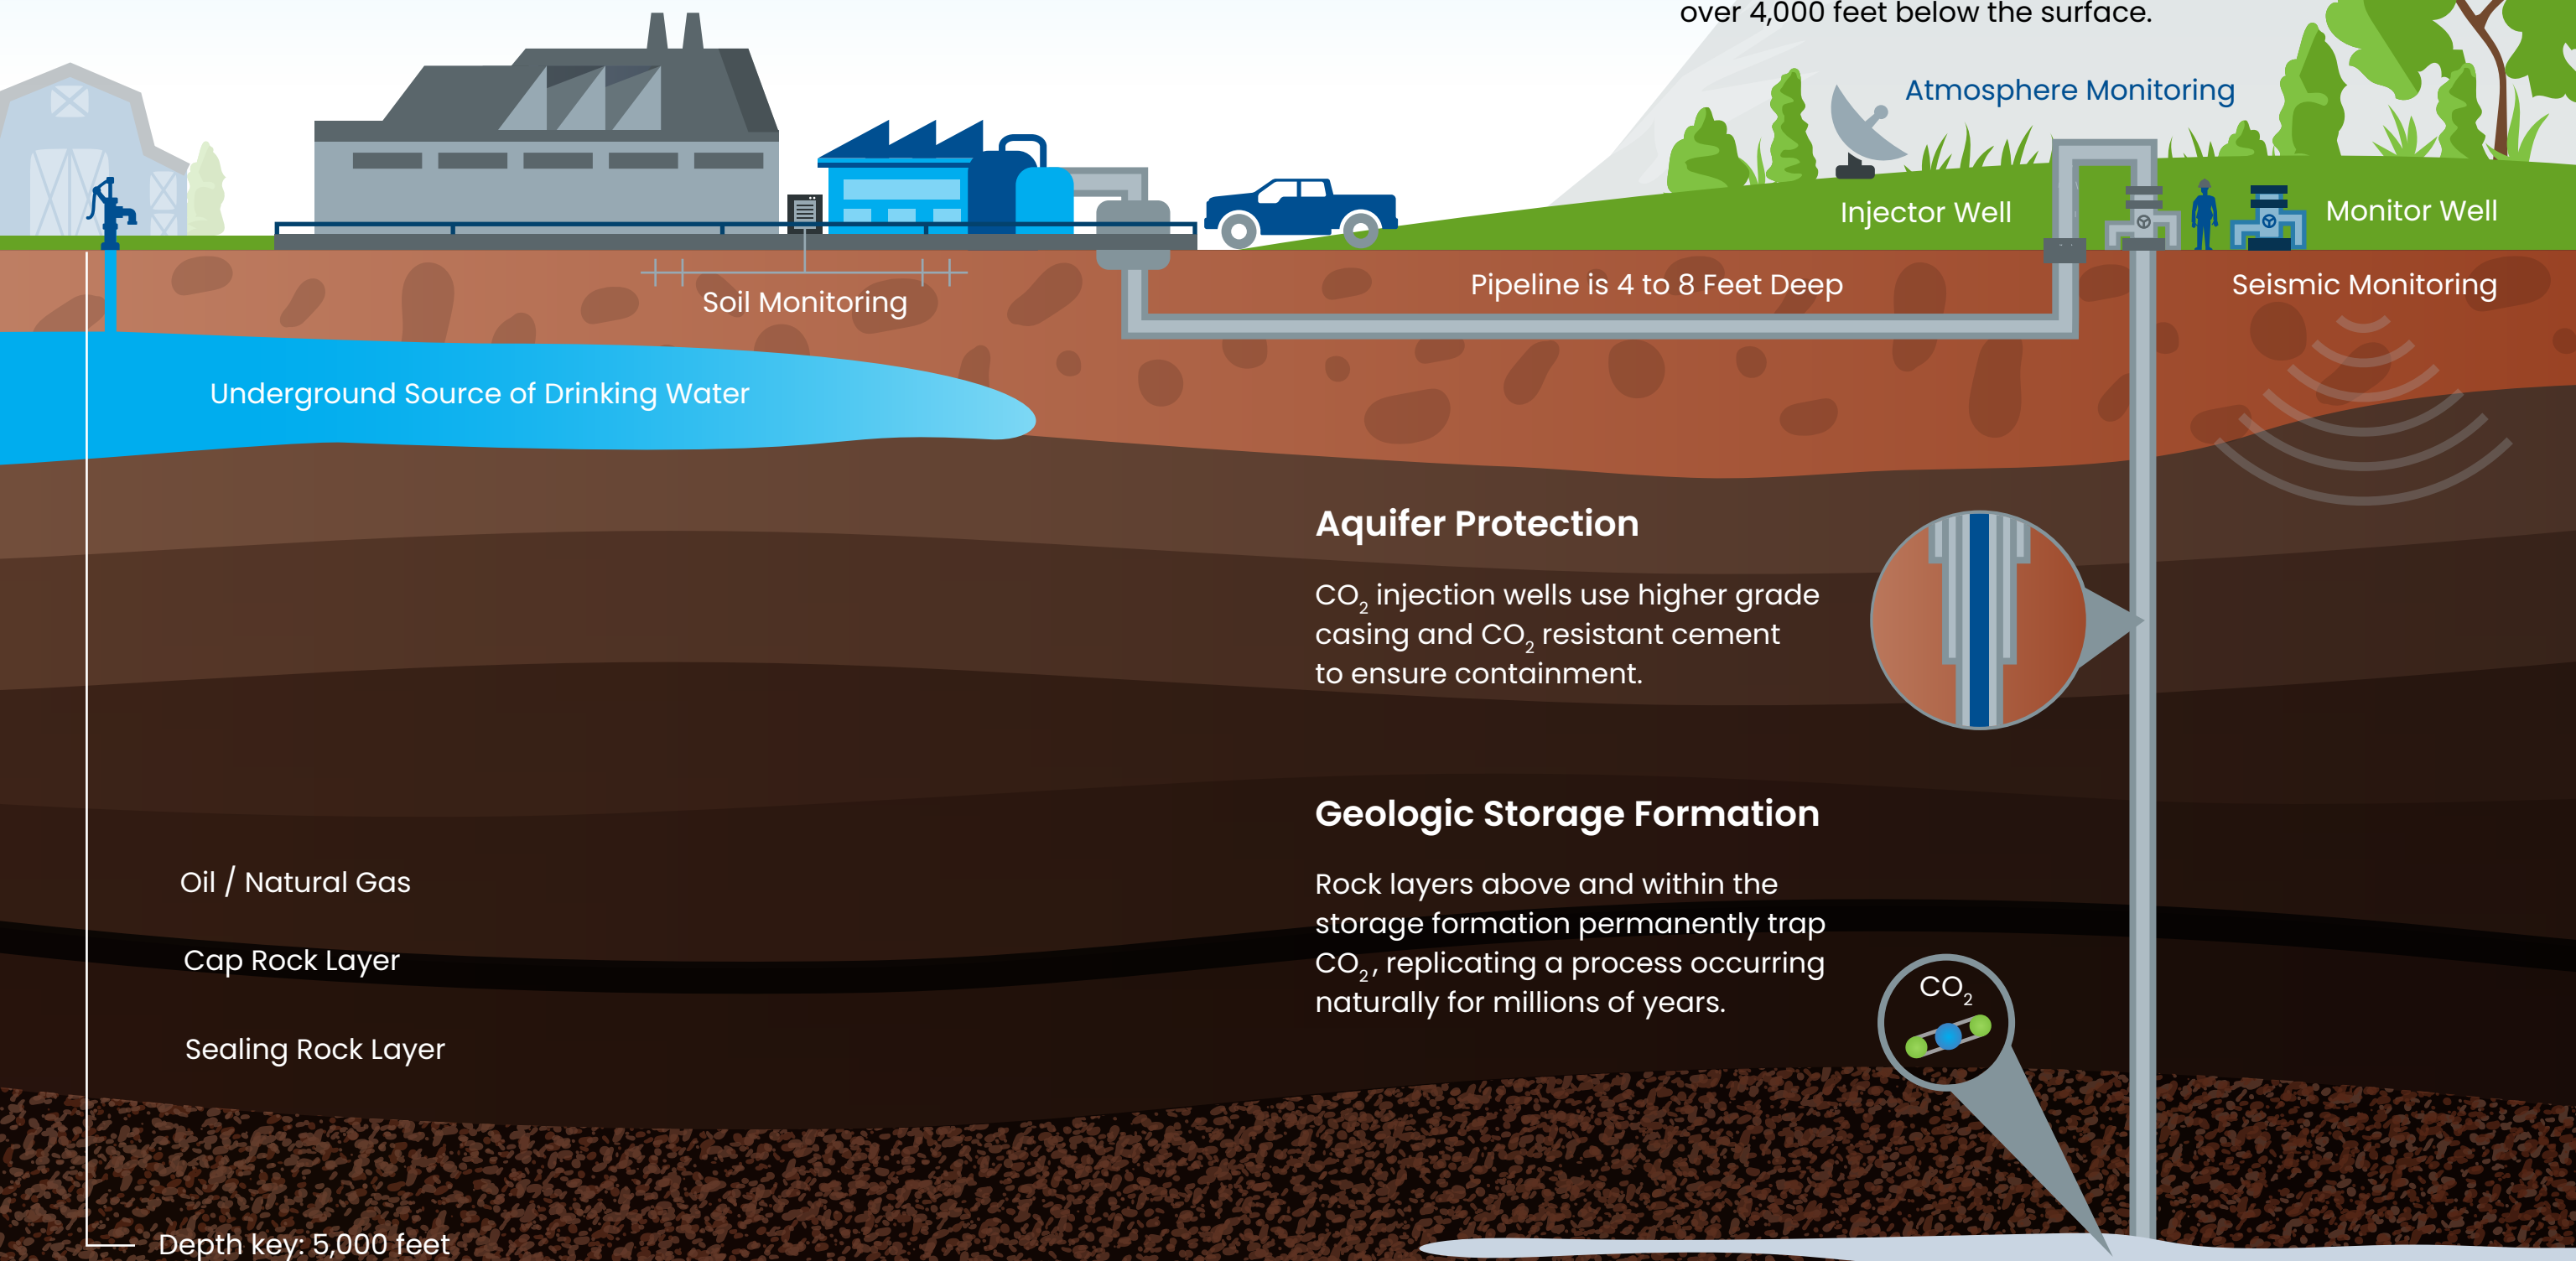 over 4,000 feet below the surface.
Atmosphere Monitoring
Injector Well
Monitor Well
Soil Monitoring
Pipeline is 4 to 8 Feet Deep
Seismic Monitoring
Underground Source of Drinking Water
Aquifer Protection
CO₂ injection wells use higher grade
casing and CO₂ resistant cement
to ensure containment.
Geologic Storage Formation
Rock layers above and within the
storage formation permanently trap
CO₂, replicating a process occurring
naturally for millions of years.
Oil / Natural Gas
Cap Rock Layer
Sealing Rock Layer
CO₂
Depth key: 5,000 feet